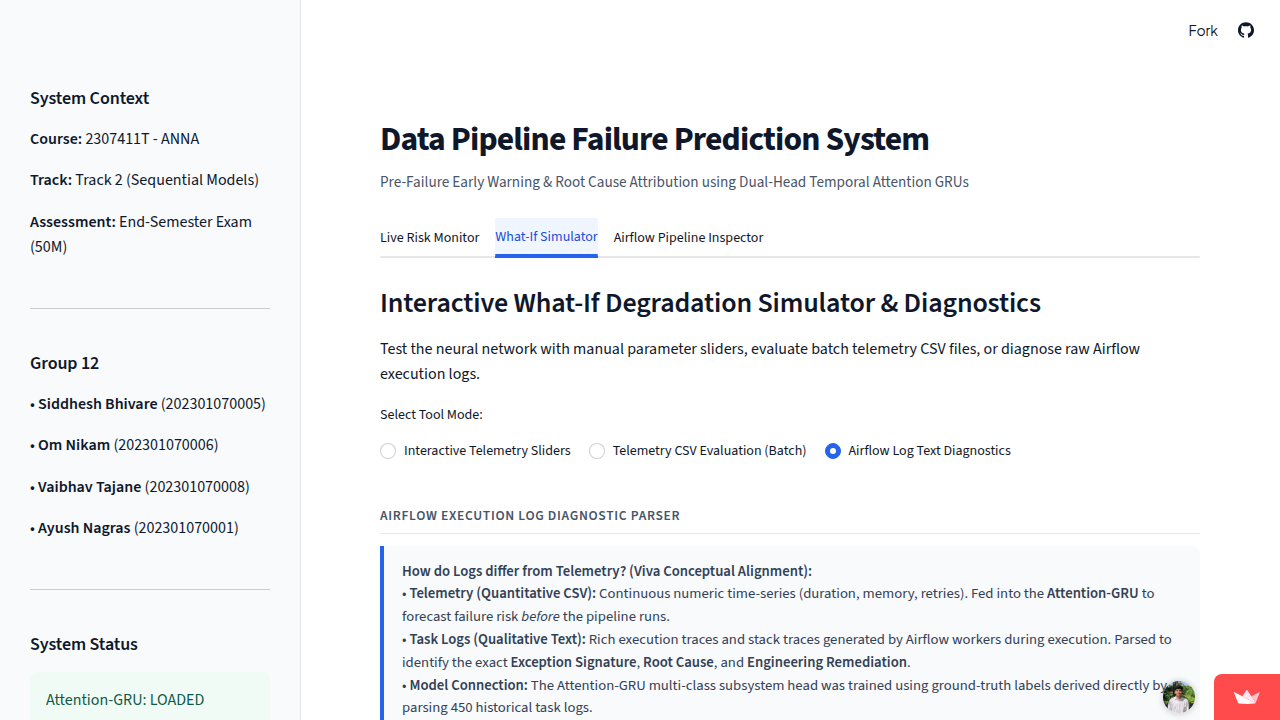 Fork
System Context
Course: 2307411T - ANNA
Track: Track 2 (Sequential Models)
Assessment: End-Semester Exam
(50M)
Group 12
• Siddhesh Bhivare (202301070005)
• Om Nikam (202301070006)
• Vaibhav Tajane (202301070008)
• Ayush Nagras (202301070001)
System Status
Attention-GRU: LOADED
Data Pipeline Failure Prediction System
Pre-Failure Early Warning & Root Cause Attribution using Dual-Head Temporal Attention GRUs
Live Risk Monitor What-If Simulator Airflow Pipeline Inspector
Interactive What-If Degradation Simulator & Diagnostics
Test the neural network with manual parameter sliders, evaluate batch telemetry CSV files, or diagnose raw Airflow
execution logs.
Select Tool Mode:
Interactive Telemetry Sliders Telemetry CSV Evaluation (Batch) Airflow Log Text Diagnostics
AIRFLOW EXECUTION LOG DIAGNOSTIC PARSER
How do Logs differ from Telemetry? (Viva Conceptual Alignment):
• Telemetry (Quantitative CSV): Continuous numeric time-series (duration, memory, retries). Fed into the Attention-GRU to
forecast failure risk before the pipeline runs.
• Task Logs (Qualitative Text): Rich execution traces and stack traces generated by Airflow workers during execution. Parsed to
identify the exact Exception Signature, Root Cause, and Engineering Remediation.
• Model Connection: The Attention-GRU multi-class subsystem head was trained using ground-truth labels derived directly by
parsing 450 historical task logs.